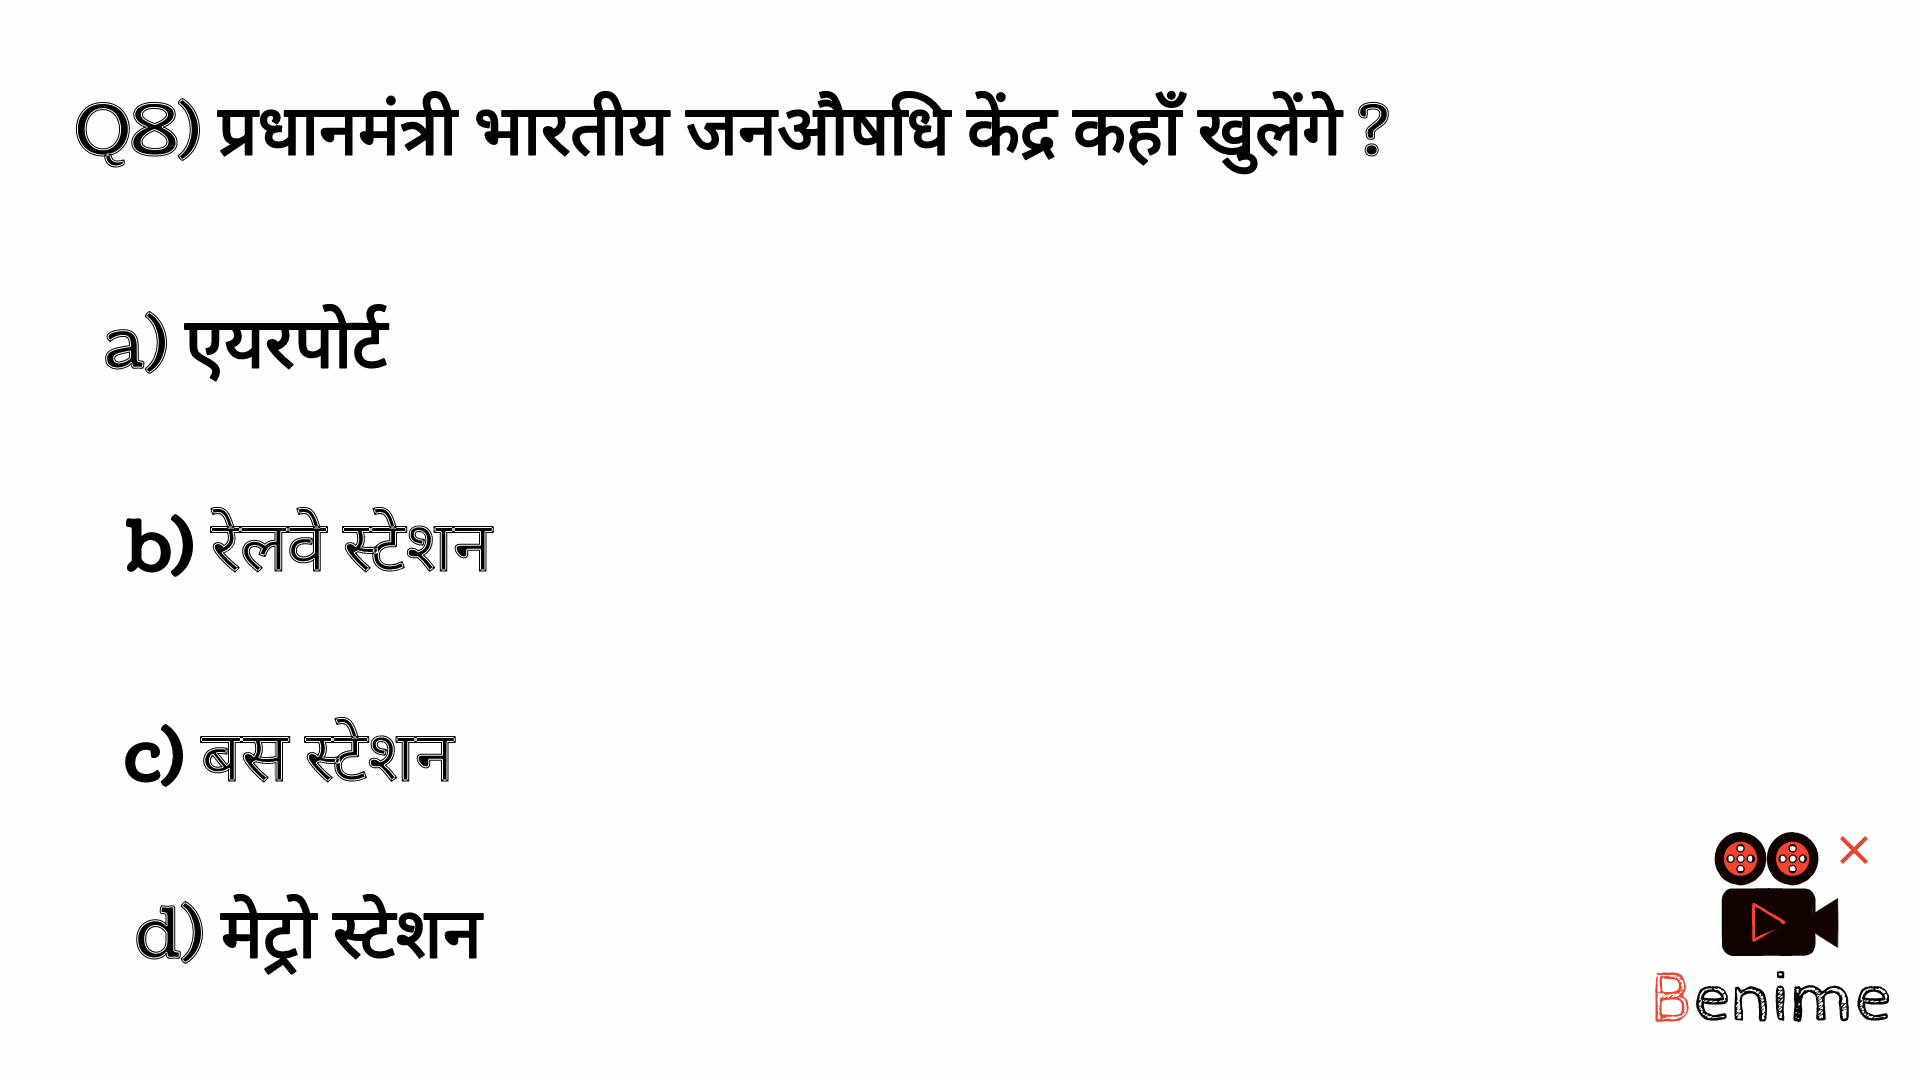 Q8) प्रधानमंत्री भारतीय जनऔषधि केंद्र कहाँ खुलेंगे ?
a) एयरपोर्ट
b) रेलवे स्टेशन
c) बस स्टेशन
d) मेट्रो स्टेशन
Benime